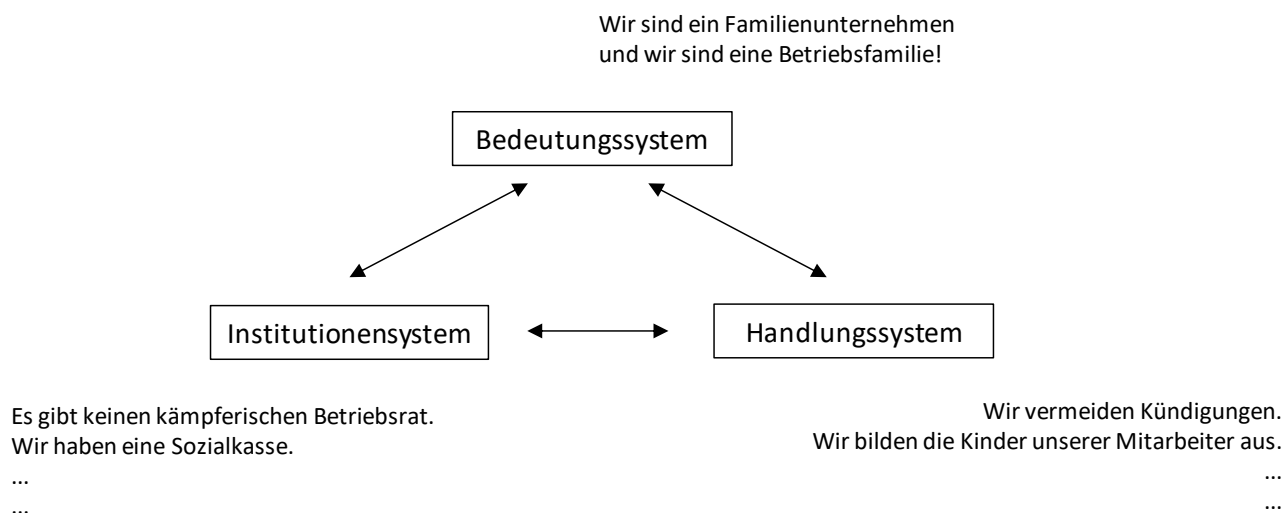 Wir sind ein Familienunternehmen
und wir sind eine Betriebsfamilie!
Bedeutungssystem
Institutionensystem
Handlungssystem
Es gibt keinen kämpferischen Betriebsrat.
Wir haben eine Sozialkasse.
...
...
Wir vermeiden Kündigungen.
Wir bilden die Kinder unserer Mitarbeiter aus.
...
...